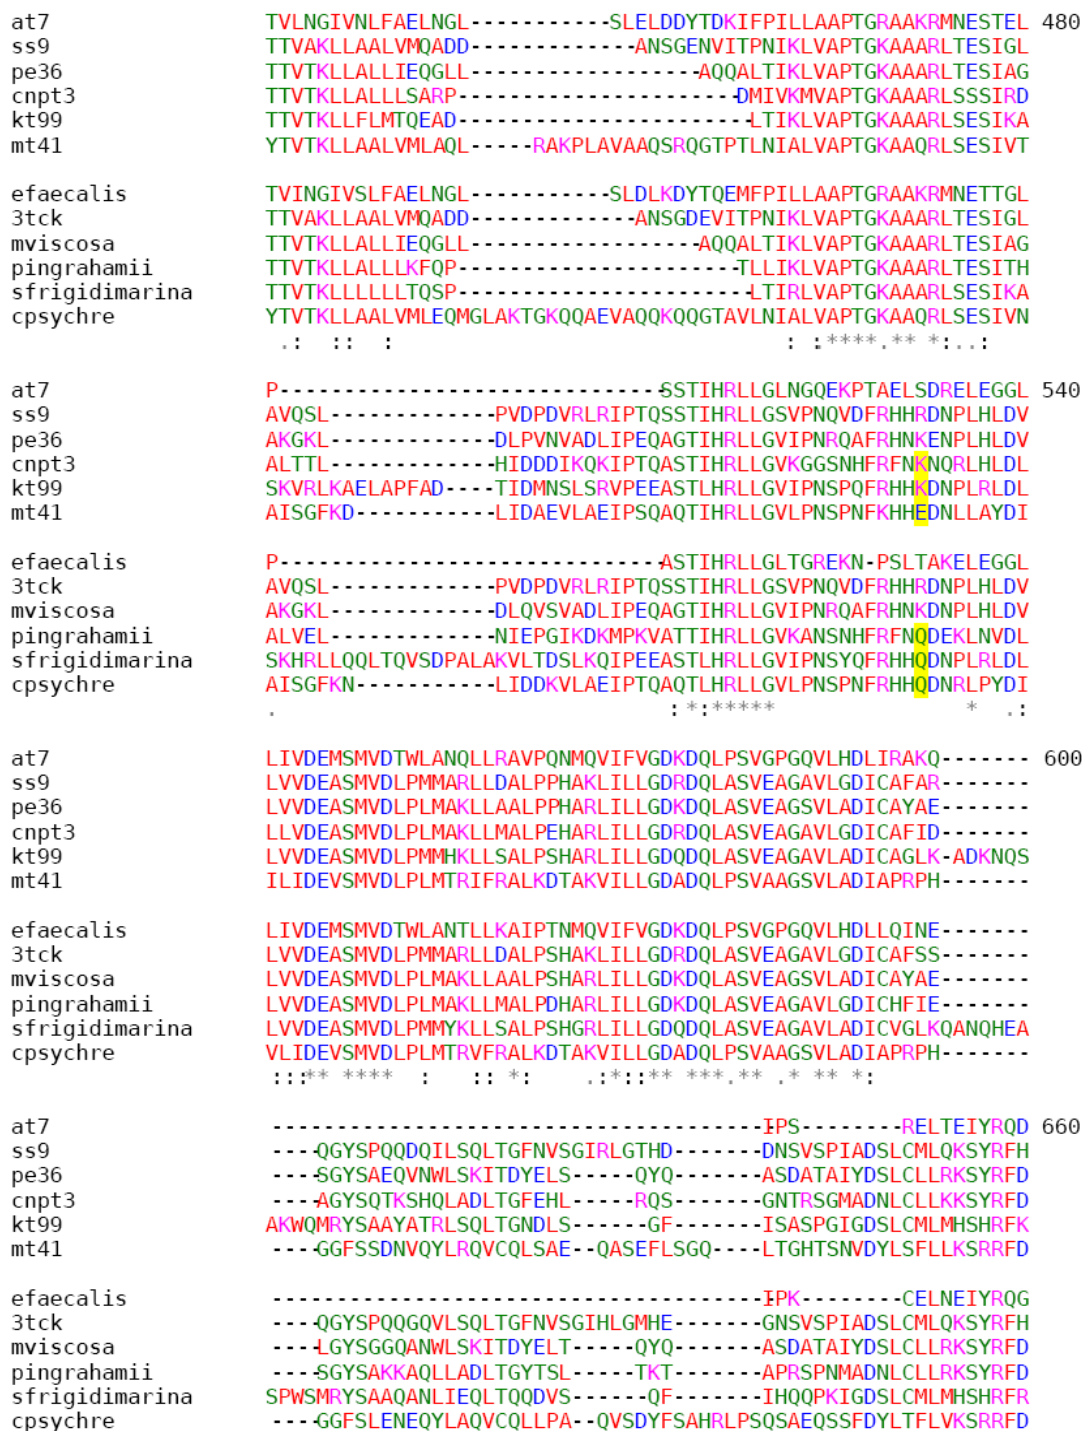 at7 TVLNGIVNLFAELNGL-----------SLELDDYTDKIFPILLAAPTGRAAKRMNESTEL 480
ss9 TTVAKLLAALVMQADD-------------ANSGENVITPNIKLVAPTGKAAARLTESIGL
pe36 TTVTKLLALLIEQGLL------------------AQQALTIKLVAPTGKAAARLTESIAG
cnpt3 TTVTKLLALLLSARP----------------------DMIVKMVAPTGKAAARLSSSIRD
kt99 TTVTKLLFLMTQEAD-----------------------LTIKLVAPTGKAAARLSESIKA
mt41 YTVTKLLAALVMLAQL-----RAKPLAVAAQSRQGTPTLNIALVAPTGKAAQRLSESIVT
efaecalis TVINGIVSLFAELNGL-----------SLDLKDYTQEMFPILLAAPTGRAAKRMNETTGL
3tck TTVAKLLAALVMQADD-------------ANSGDEVITPNIKLVAPTGKAAARLTESIGL
mviscosa TTVTKLLALLIEQGLL------------------AQQALTIKLVAPTGKAAARLTESIAG
pingrahamii TTVTKLLALLLKFQP----------------------TLLIKLVAPTGKAAARLTESITH
sfrigidimarina TTVTKLLLLLLTQSP-----------------------LTIRLVAPTGKAAARLSESIKA
cpsychre YTVTKLLAALVMLEQMGLAKTGKQQAEVAQQKQQGTAVLNIALVAPTGKAAQRLSESIVN
.: :: : : :****.** *:..:
at7 P------------------------------SSTIHRLLGLNGQEKPTAELSDRELEGGL 540
ss9 AVQSL-------------PVDPDVRLRIPTQSSTIHRLLGSVPNQVDFRHHRDNPLHLDV
pe36 AKGKL-------------DLPVNVADLIPEQAGTIHRLLGVIPNRQAFRHNKENPLHLDV
cnpt3 ALTTL-------------HIDDDIKQKIPTQASTIHRLLGVKGGSNHFRFNKNQRLHLDL
kt99 SKVRLKAELAPFAD----TIDMNSLSRVPEEASTLHRLLGVIPNSPQFRHHKDNPLRLDL
mt41 AISGFKD-----------LIDAEVLAEIPSQAQTIHRLLGVLPNSPNFKHHEDNLLAYDI
efaecalis P------------------------------ASTIHRLLGLTGREKN-PSLTAKELEGGL
3tck AVQSL-------------PVDPDVRLRIPTQSSTIHRLLGSVPNQVDFRHHRDNPLHLDV
mviscosa AKGKL-------------DLQVSVADLIPEQAGTIHRLLGVIPNRQAFRHNKDNPLHLDV
pingrahamii ALVEL-------------NIEPGIKDKMPKVATTIHRLLGVKANSNHFRFNQDEKLNVDL
sfrigidimarina SKHRLLQQLTQVSDPALAKVLTDSLKQIPEEASTLHRLLGVIPNSYQFRHHQDNPLRLDL
cpsychre AISGFKN-----------LIDDKVLAEIPTQAQTLHRLLGVLPNSPNFRHHQDNRLPYDI
. : *:***** * .:
at7 LIVDEMSMVDTWLANQLLRAVPQNMQVIFVGDKDQLPSVGPGQVLHDLIRAKQ------- 600
ss9 LVVDEASMVDLPMMARLLDALPPHAKLILLGDRDQLASVEAGAVLGDICAFAR-------
pe36 LVVDEASMVDLPLMAKLLAALPPHARLILLGDRDQLASVEAGSVLADICAYAE-------
cnpt3 LLVDEASMVDLPLMAKLLMALPEHARLILLGDRDQLASVEAGAVLGDICAFID-------
kt99 LVVDEASMVDLPMMHKLLSALPSHARLILLGDQDQLASVEAGAVLADICAGLK-ADKNQS
mt41 ILIDEVSMVDLPLMTRIFRALKDTAKVILLGDADQLPSVAAGSVLADIAPRPH-------
efaecalis LIVDEMSMVDTWLANTLLKAIPTNMQVIFVGDKDQLPSVGPGQVLHDLLQINE-------
3tck LVVDEASMVDLPMMARLLDALPSHAKLILLGDRDQLASVEAGAVLGDICAFSS-------
mviscosa LVVDEASMVDLPLMAKLLAALPSHARLILLGDRDQLASVEAGSVLADICAYAE-------
pingrahamii LVVDEASMVDLPLMAKLLMALPDHARLILLGDKDQLASVEAGAVLGDICHFIE-------
sfrigidimarina LVVDEASMVDLPMMYKLLSALPSHGRLILLGDQDQLASVEAGAVLADICVGLKQANQHEA
cpsychre VLIDEVSMVDLPLMTRVFRALKDTAKVILLGDADQLPSVAAGSVLADIAPRPH-------
:::** **** : :: *: .:*::** ***.** .* ** *:
at7 ---------------------------------------IPS--------RELTEIYRQD 660
ss9 ----QGYSPQQDQILSQLTGFNVSGIRLGTHD-------DNSVSPIADSLCMLQKSYRFH
pe36 ----SGYSAEQVNWLSKITDYELS-----QYQ-------ASDATAIYDSLCLLRKSYRFD
cnpt3 ----AGYSQTKSHQLADLTGFEHL-----RQS-------GNTRSGMADNLCLLKKSYRFD
kt99 AKWQMRYSAAYATRLSQLTGNDLS------GF-------ISASPGIGDSLCMLMHSHRFK
mt41 ----GGFSSDNVQYLRQVCQLSAE--QASEFLSGQ----LTGHTSNVDYLSFLLKSRRFD
efaecalis ---------------------------------------IPK--------CELNEIYRQG
3tck ----QGYSPQQGQVLSQLTGFNVSGIHLGMHE-------GNSVSPIADSLCMLQKSYRFH
mviscosa ----LGYSGGQANWLSKITDYELT-----QYQ-------ASDATAIYDSLCLLRKSYRFD
pingrahamii ----SGYSAKKAQLLADLTGYTSL-----TKT-------APRSPNMADNLCLLRKSYRFD
sfrigidimarina SPWSMRYSAAQANLIEQLTQQDVS------QF-------IHQQPKIGDSLCMLMHSHRFR
cpsychre ----GGFSLENEQYLAQVCQLLPA--QVSDYFSAHRLPSQSAEQSSFDYLTFLVKSRRFD